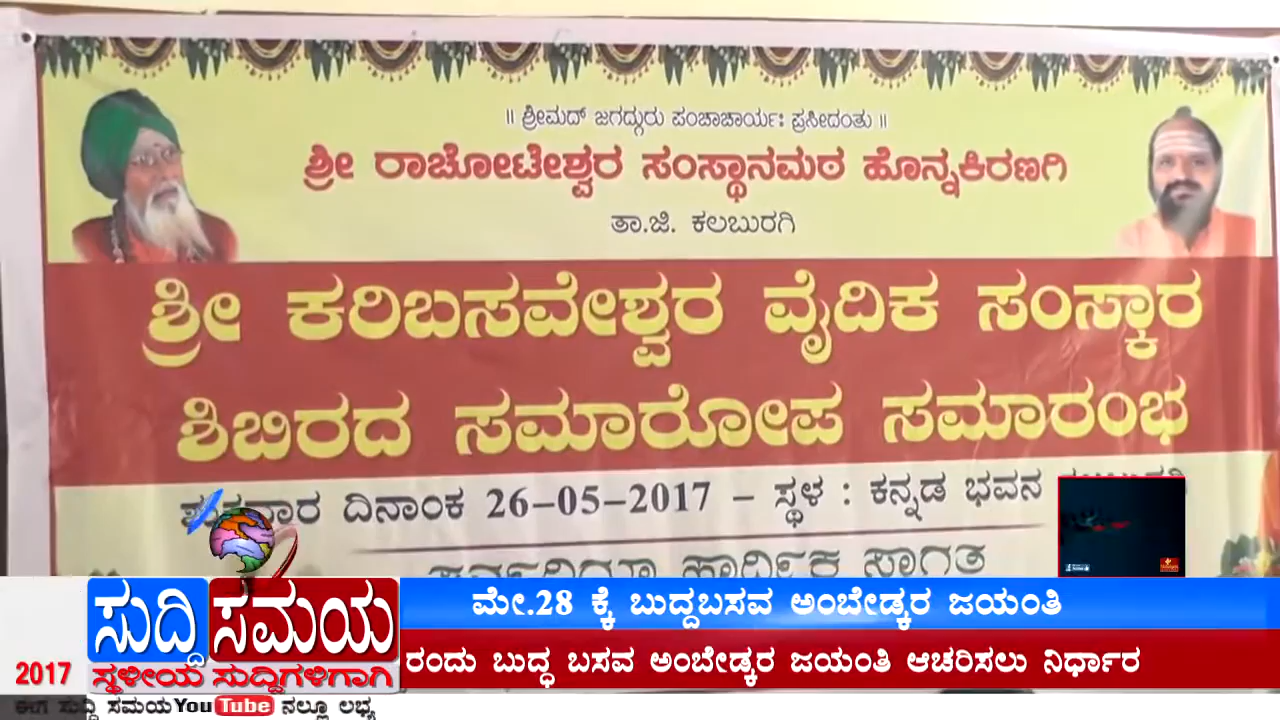 ॥ ಶ್ರೀಮದ್ ಜಗದ್ಗುರು ಪಂಚಾಚಾರ್ಯಃ ಪ್ರಸೀದಂತು ॥
ಶ್ರೀ ರಾಚೋಟೇಶ್ವರ ಸಂಸ್ಥಾನಮಠ ಹೊನ್ನಕಿರಣಗಿ
ತಾ.ಜಿ. ಕಲಬುರಗಿ
ಶ್ರೀ ಕರಿಬಸವೇಶ್ವರ ವೈದಿಕ ಸಂಸ್ಕಾರ
ಶಿಬಿರದ ಸಮಾರೋಪ ಸಮಾರಂಭ
ದಿನಾಂಕ 26-05-2017 - ಸ್ಥಳ : ಕನ್ನಡ ಭವನ
ಹಾರ್ದಿಕ ಸ್ವಾಗತ
ಸುದ್ದಿ ಸಮಯ
ಮೇ.28 ಕ್ಕೆ ಬುದ್ದಬಸವ ಅಂಬೇಡ್ಕರ ಜಯಂತಿ
2017 ಸ್ಥಳೀಯ ಸುದ್ದಿಗಳಿಗಾಗಿ
ರಂದು ಬುದ್ಧ ಬಸವ ಅಂಬೇಡ್ಕರ ಜಯಂತಿ ಆಚರಿಸಲು ನಿರ್ಧಾರ
ಈಗ ಸುದ್ದಿ ಸಮಯ YouTube ನಲ್ಲೂ ಲಭ್ಯ